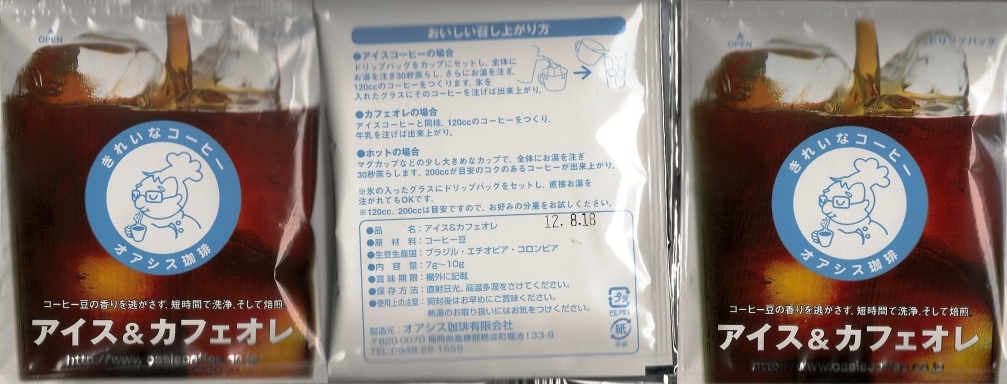 OPEN
きれいなコーヒー
オアシス珈琲
コーヒー豆の香りを逃がさず、短時間で洗浄、そして焙煎
アイス&カフェオレ
おいしい召し上がり方
●アイスコーヒーの場合
ドリップバッグをカップにセットし、全体に
お湯を注ぎ30秒蒸らし、さらにお湯を注ぎ、
120ccのコーヒーをつくります。氷を
入れたグラスにそのコーヒーを注げば出来上がり。
●カフェオレの場合
アイスコーヒーと同様、120ccのコーヒーをつくり、
牛乳を注げば出来上がり。
●ホットの場合
マグカップなどの少し大きめなカップで、全体にお湯を注ぎ
30秒蒸らします。200ccが目安のコクのあるコーヒーが出来上がり。
※氷の入ったグラスにドリップバッグをセットし、直接お湯を
注がれてもOKです。
※120cc、200ccは目安ですので、お好みの分量をお試しください。
12. 8.18
●品名:アイス&カフェオレ
●原材料:コーヒー豆
●生豆生産国:ブラジル・エチオピア・コロンビア
●内容量:7g〜10g
●賞味期限:欄外に記載
●保存方法:直射日光、高温多湿をさけてください。
●使用上の注意:開封後はお早めにご賞味ください。
熱湯のお取り扱いにはお気をつけください。
製造元:オアシス珈琲有限会社
〒820-0070 福岡県嘉穂郡穂波町堀池133-9
プラ
PE,PET
紙
中袋
OPEN
ドリップバッグ
きれいなコーヒー
オアシス珈琲
コーヒー豆の香りを逃がさず、短時間で洗浄、そして焙煎
アイス&カフェオレ